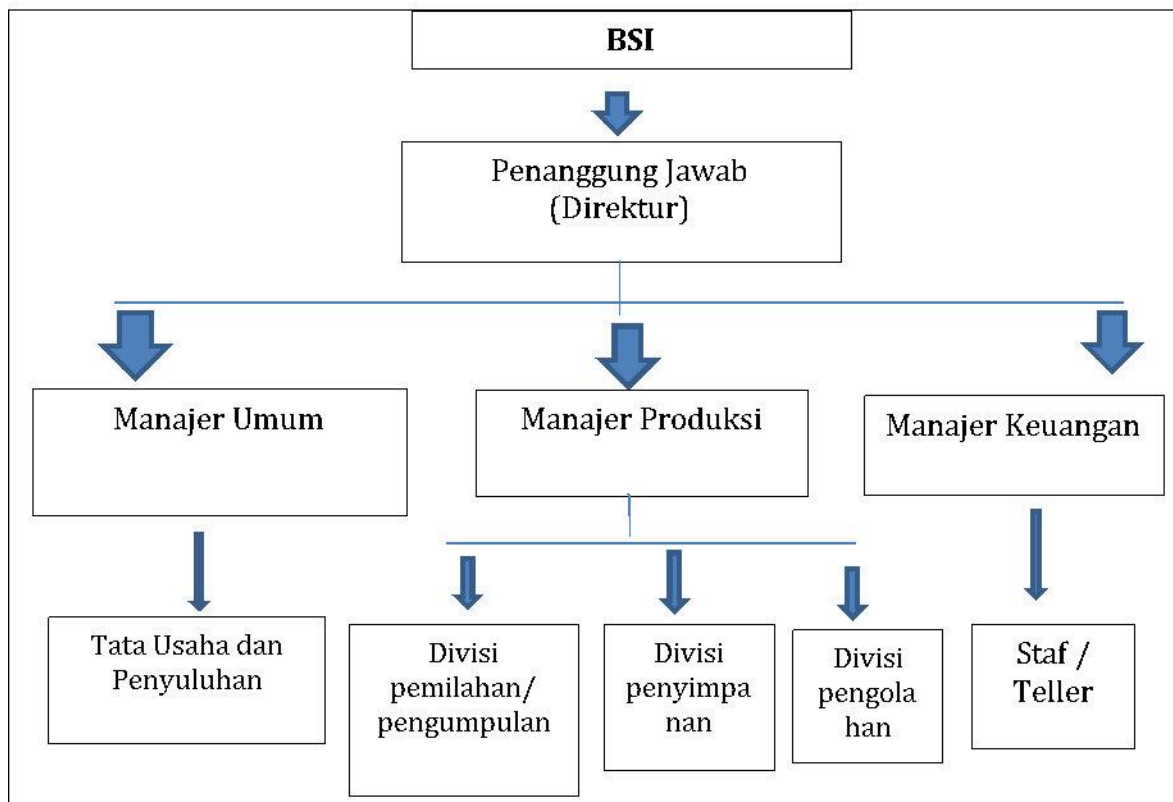 BSI
Penanggung Jawab
(Direktur)
Manajer Umum
Manajer Produksi
Manajer Keuangan
Tata Usaha dan
Penyuluhan
Divisi
pemilahan/
pengumpulan
Divisi
penyimpa
nan
Divisi
pengola
han
Staf /
Teller